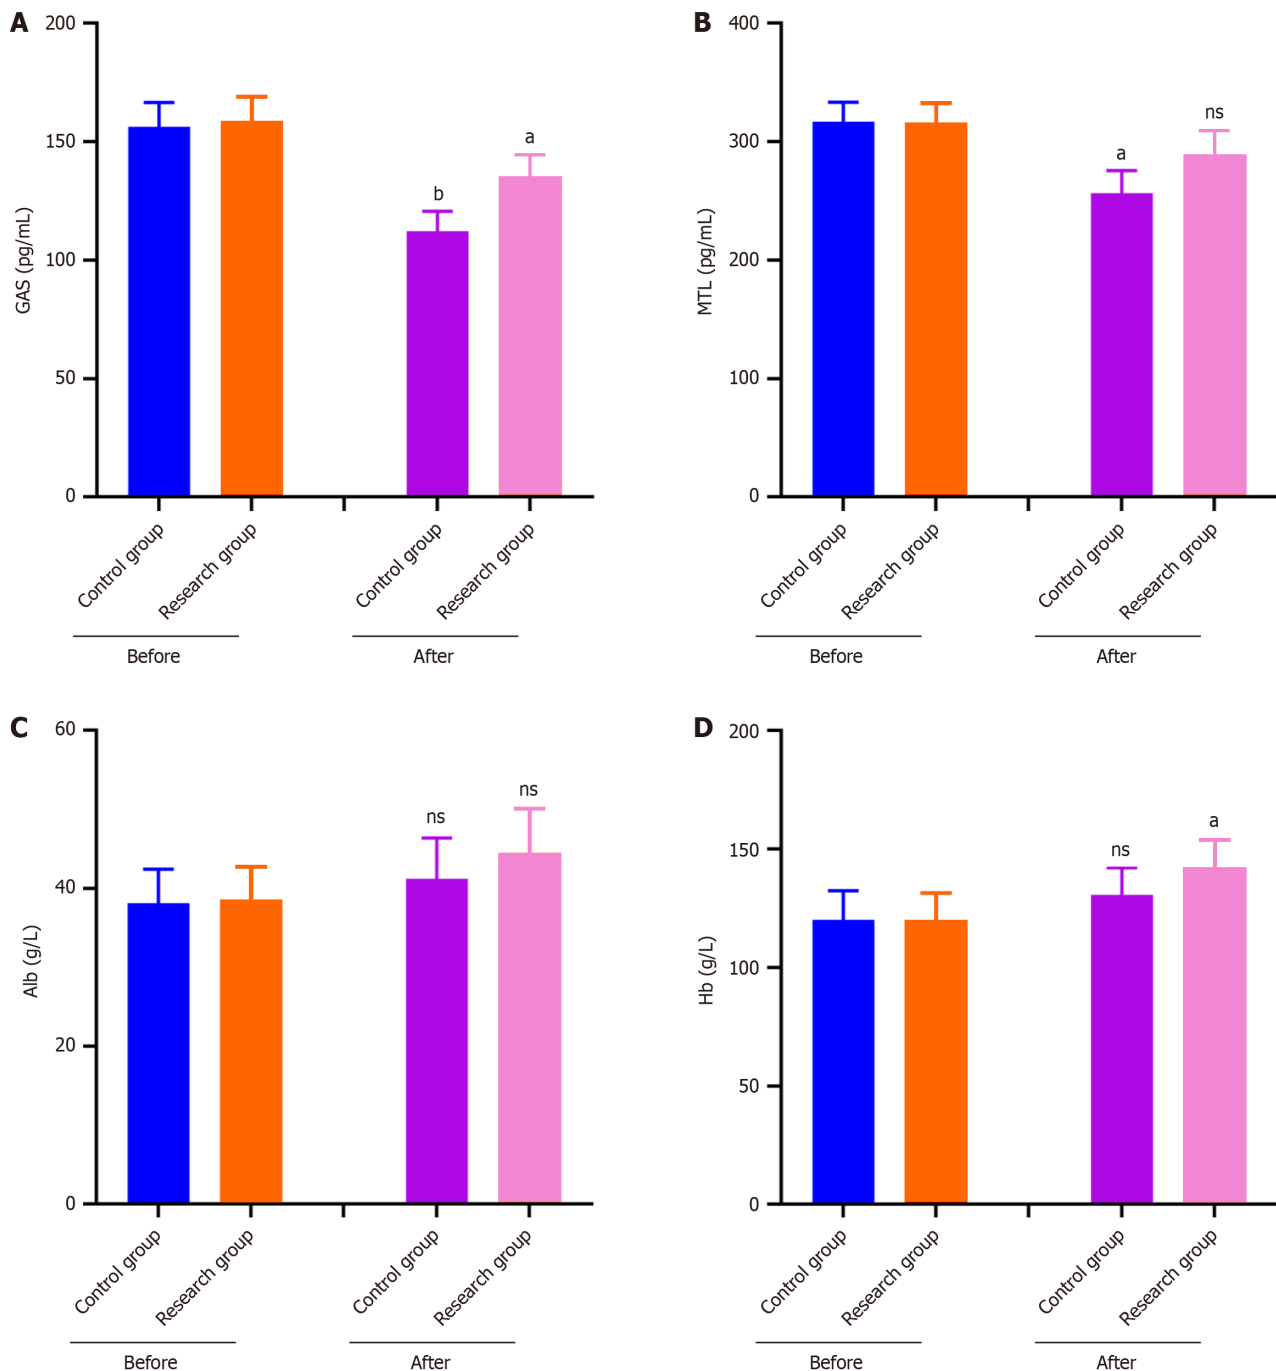 A
200
150
100
50
0
GAS (pg/mL)
b
a
Control group
Research group
Control group
Research group
Before
After
B
400
300
200
100
0
MTL (pg/mL)
a
ns
Control group
Research group
Control group
Research group
Before
After
C
60
40
20
0
Alb (g/L)
ns
ns
Control group
Research group
Control group
Research group
Before
After
D
200
150
100
50
0
Hb (g/L)
ns
a
Control group
Research group
Control group
Research group
Before
After